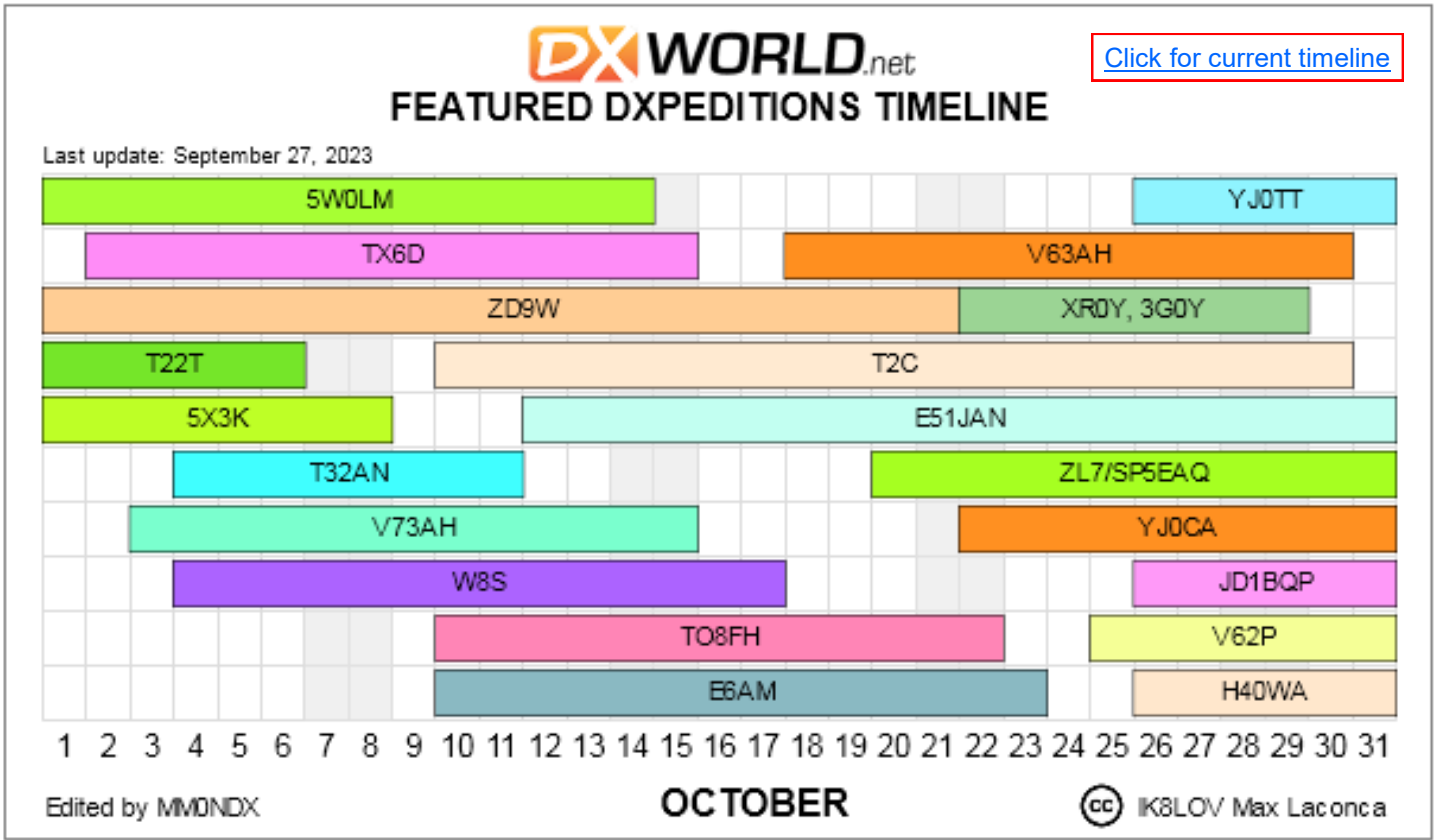 DX WORLD.net
Click for current timeline
FEATURED DXPEDITIONS TIMELINE
Last update: September 27, 2023
5W0LM YJ0TT
TX6D V63AH
ZD9W XR0Y, 3G0Y
T22T T2C
5X3K E51JAN
T32AN ZL7/SP5EAQ
V73AH YJ0CA
W8S JD1BQP
TO8FH V62P
E6AM H40WA
1 2 3 4 5 6 7 8 9 10 11 12 13 14 15 16 17 18 19 20 21 22 23 24 25 26 27 28 29 30 31
Edited by MM0NDX OCTOBER cc IK8LOV Max Laconca